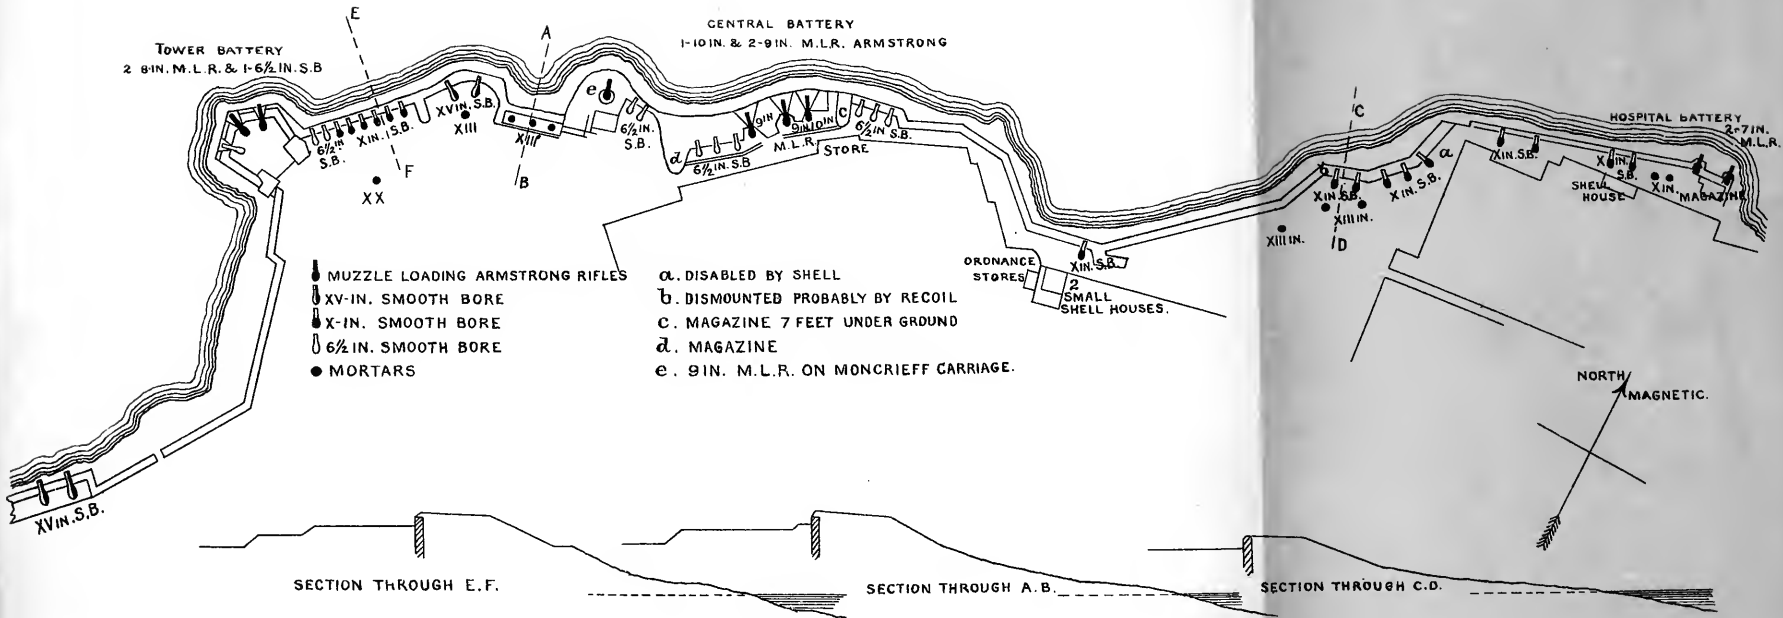 TOWER BATTERY
2 8-IN. M.L.R. & 1-6½ IN. S.B
E
A
CENTRAL BATTERY
1-10 IN. & 2-9 IN. M.L.R. ARMSTRONG
6½ IN
S.B.
X IN. S.B.
F
XX
XV IN. S.B.
XIII
XIII
B
e
6½ IN.
S.B.
d
6½ IN. S.B
9 IN
9 IN
10 IN
M.L.R.
C
STORE
6½ IN S.B.
C
HOSPITAL BATTERY
2-7 IN.
M.L.R.
b
X IN. S.B.
XIII IN.
D
XIII IN.
X IN. S.B.
a
X IN. S.B.
X IN.
S.B.
SHELL
HOUSE
X IN.
MAGAZINE
X IN. S.B.
ORDNANCE
STORES
2
SMALL
SHELL HOUSES.
MUZZLE LOADING ARMSTRONG RIFLES
XV-IN. SMOOTH BORE
X-IN. SMOOTH BORE
6½ IN. SMOOTH BORE
MORTARS
a. DISABLED BY SHELL
b. DISMOUNTED PROBABLY BY RECOIL
c. MAGAZINE 7 FEET UNDER GROUND
d. MAGAZINE
e. 9 IN. M.L.R. ON MONCRIEFF CARRIAGE.
NORTH
MAGNETIC.
XV IN. S.B.
SECTION THROUGH E.F.
SECTION THROUGH A.B.
SECTION THROUGH C.D.